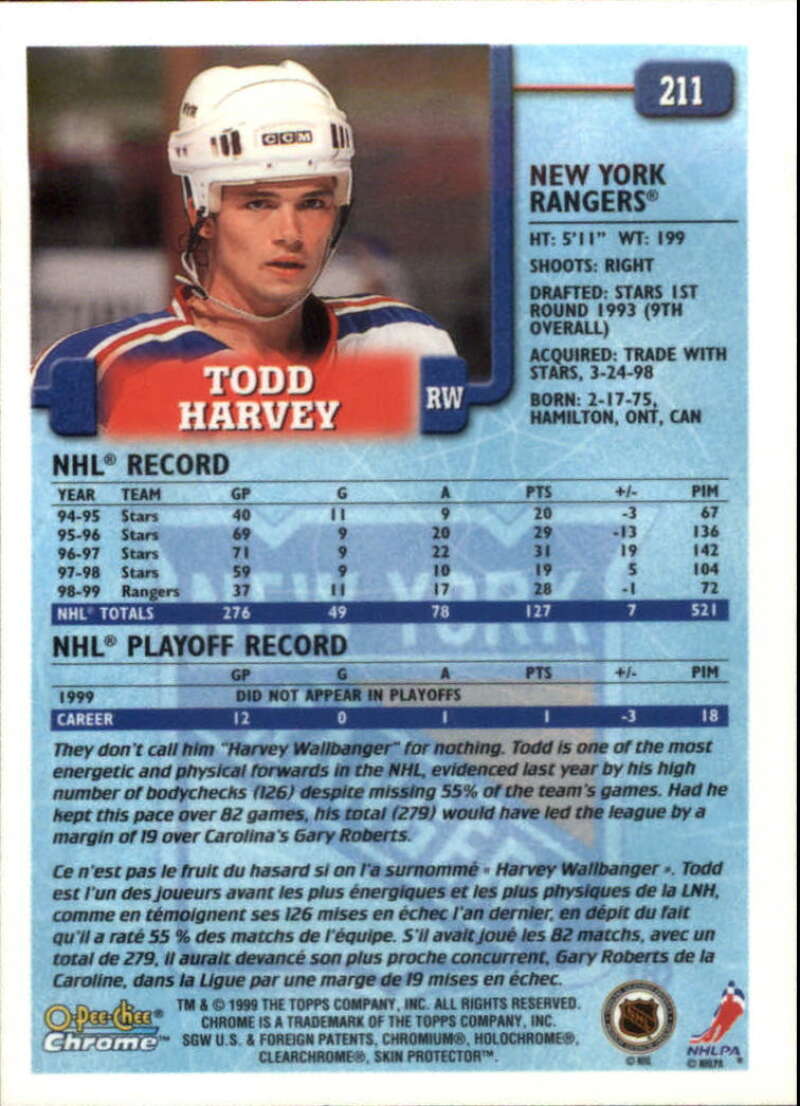 211
CCM
NEW YORK
RANGERS®
HT: 5'11" WT: 199
SHOOTS: RIGHT
DRAFTED: STARS 1ST
ROUND 1993 (9TH
OVERALL)
ACQUIRED: TRADE WITH
STARS, 3-24-98
BORN: 2-17-75,
HAMILTON, ONT, CAN
TODD
HARVEY
RW
NHL® RECORD
YEAR TEAM GP G A PTS +/- PIM
94-95 Stars 40 11 9 20 -3 67
95-96 Stars 69 9 20 29 -13 136
96-97 Stars 71 9 22 31 19 142
97-98 Stars 59 9 10 19 5 104
98-99 Rangers 37 11 17 28 -1 72
NHL® TOTALS 276 49 78 127 7 521
NHL® PLAYOFF RECORD
GP G A PTS +/- PIM
1999 DID NOT APPEAR IN PLAYOFFS
CAREER 12 0 1 1 -3 18
They don't call him "Harvey Wallbanger" for nothing. Todd is one of the most
energetic and physical forwards in the NHL, evidenced last year by his high
number of bodychecks (126) despite missing 55% of the team's games. Had he
kept this pace over 82 games, his total (279) would have led the league by a
margin of 19 over Carolina's Gary Roberts.
Ce n'est pas le fruit du hasard si on l'a surnommé « Harvey Wallbanger ». Todd
est l'un des joueurs avant les plus énergiques et les plus physiques de la LNH,
comme en témoignent ses 126 mises en échec l'an dernier, en dépit du fait
qu'il a raté 55 % des matchs de l'équipe. S'il avait joué les 82 matchs, avec un
total de 279, il aurait devancé son plus proche concurrent, Gary Roberts de la
Caroline, dans la Ligue par une marge de 19 mises en échec.
O-Pee-Chee®
Chrome™
TM & © 1999 THE TOPPS COMPANY, INC. ALL RIGHTS RESERVED.
CHROME IS A TRADEMARK OF THE TOPPS COMPANY, INC.
SGW U.S. & FOREIGN PATENTS, CHROMIUM®, HOLOCHROME®,
CLEARCHROME®, SKIN PROTECTOR™.
© NHL
NHLPA
© NHLPA